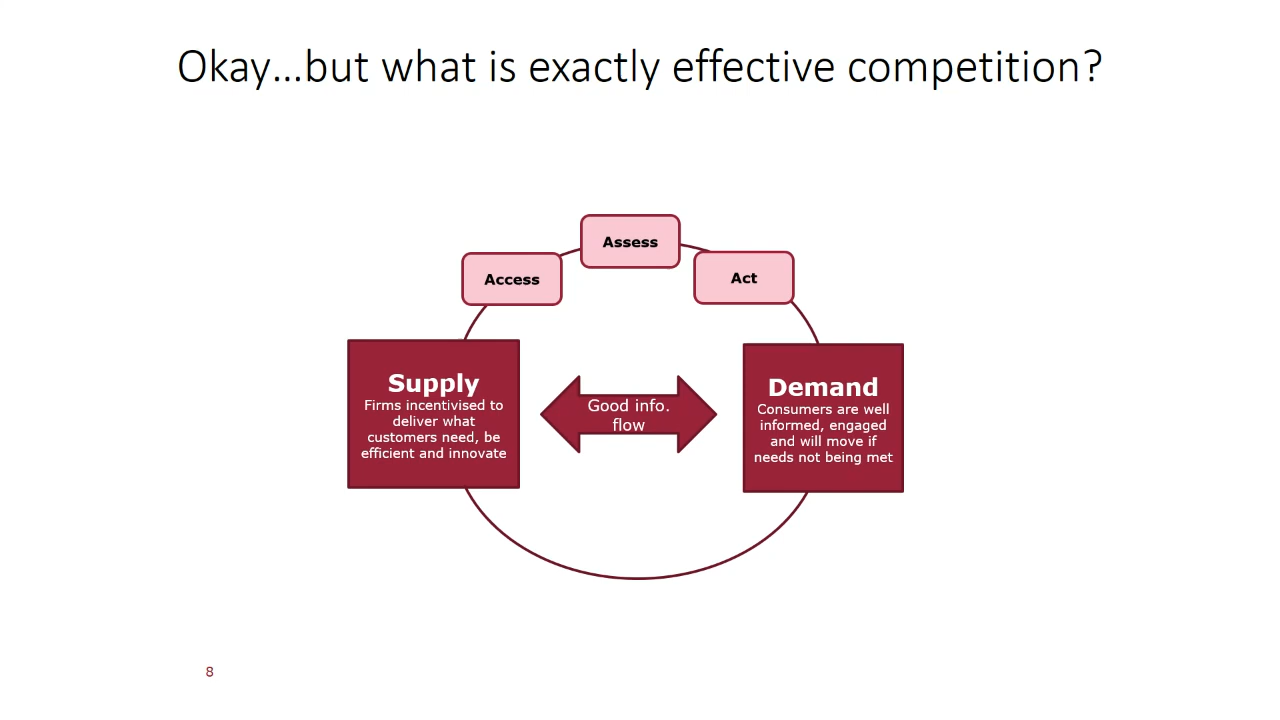 Okay...but what is exactly effective competition?
Assess
Access
Act
Supply
Firms incentivised to
deliver what
customers need, be
efficient and innovate
Good info.
flow
Demand
Consumers are well
informed, engaged
and will move if
needs not being met
8